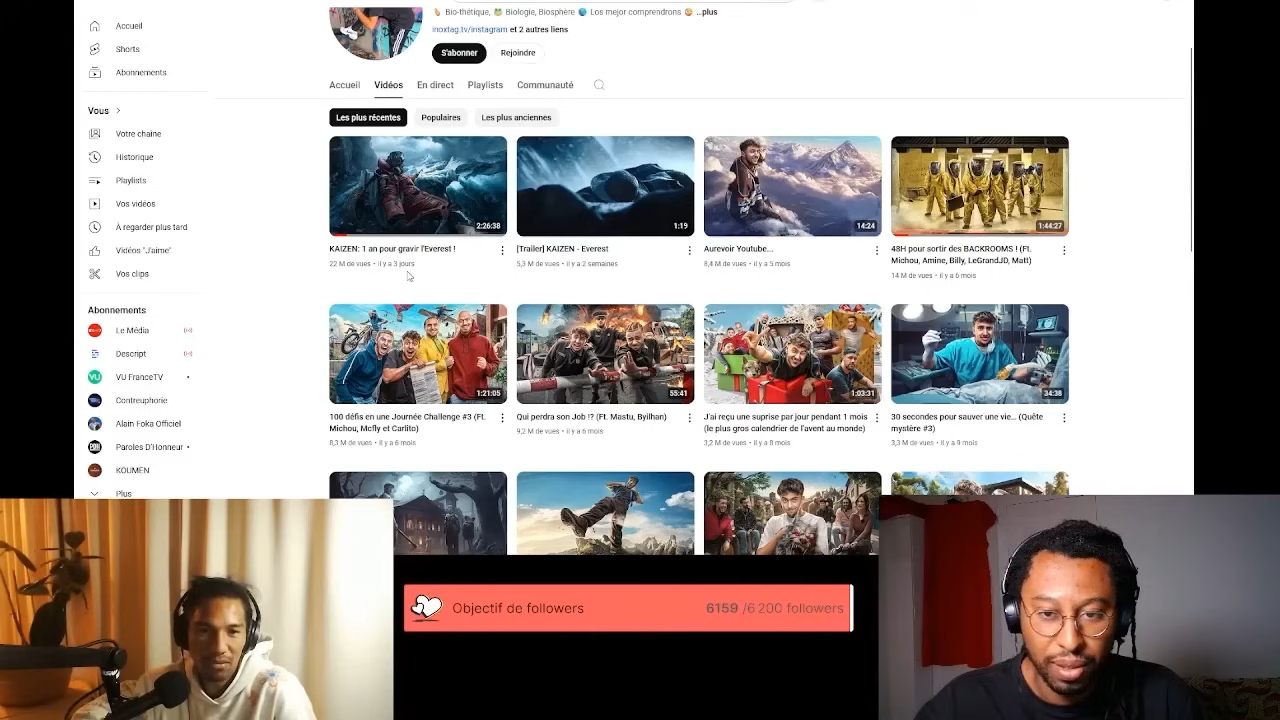 Bio-thétique, Biologie, Biosphère Los mejor comprendrons ...plus
inoxtag.tv/instagram et 2 autres liens
S'abonner Rejoindre
Accueil Vidéos En direct Playlists Communauté
Les plus récentes Populaires Les plus anciennes
Accueil
Shorts
Abonnements
Vous
Votre chaîne
Historique
Playlists
Vos vidéos
À regarder plus tard
Vidéos "J'aime"
Vos clips
Abonnements
Le Média
Descript
VU FranceTV
Contreuphorie
Alain Foka Officiel
Paroles D'Honneur
KOUMEN
Plus
2:26:38
KAIZEN: 1 an pour gravir l'Everest !
22 M de vues • il y a 3 jours
1:19
[Trailer] KAIZEN - Everest
5,3 M de vues • il y a 2 semaines
14:24
Aurevoir Youtube...
8,4 M de vues • il y a 5 mois
1:44:27
48H pour sortir des BACKROOMS ! (Ft.
Michou, Amine, Billy, LeGrandJD, Matt)
14 M de vues • il y a 6 mois
1:21:05
100 défis en une Journée Challenge #3 (Ft.
Michou, Mcfly et Carlito)
8,3 M de vues • il y a 6 mois
55:41
Qui perdra son Job !? (Ft. Mastu, Byilhan)
9,2 M de vues • il y a 6 mois
1:03:31
J'ai reçu une suprise par jour pendant 1 mois
(le plus gros calendrier de l'avent au monde)
3,2 M de vues • il y a 8 mois
34:38
30 secondes pour sauver une vie... (Quête
mystère #3)
3,3 M de vues • il y a 9 mois
Objectif de followers 6159 /6 200 followers